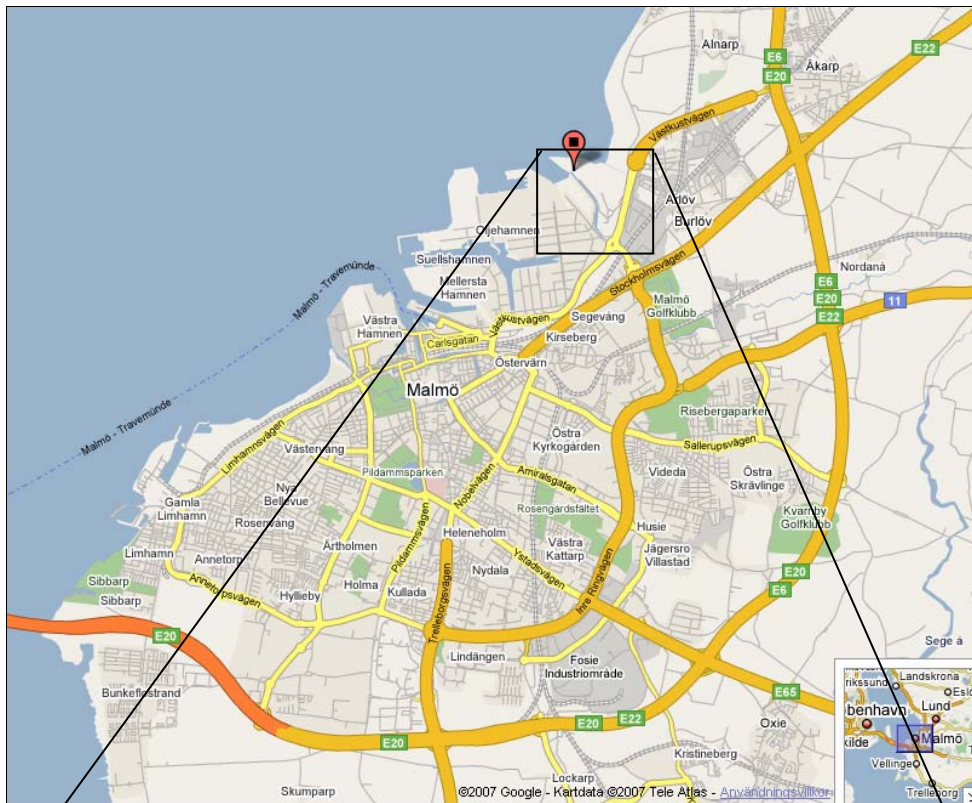 Alnarp
E6
E20
E22
Åkarp
Västkustvägen
Arlöv
Burlöv
Oljehamnen
Suellshamnen
Mellersta
Hamnen
Stockholmsvägen
Nordanå
E6
E20
E22
11
Malmö - Travemünde
Malmö
Golfklubb
Västra
Hamnen
Västkustvägen
Segevång
Kirseberg
Carlsgatan
Östervärn
Malmö
Risebergaparken
Malmö - Travemünde
Limhamnsvägen
Västervang
Östra
Kyrkogården
Sallerupsvägen
Pildammsparken
Nobelvägen
Amiralsgatan
Videda
Östra
Skrävlinge
Nya
Bellevue
Gamla
Limhamn
Rosenvång
Rosengårdsfältet
Kvarnby
Golfklubb
Husie
Heleneholm
Ärtholmen
Pildammsvägen
Västra
Kattarp
Jägersro
Villastad
Limhamn
Annetorp
Ystadsvägen
Nydala
Holma
Sibbarp
Sibbarp
Annetorpsvägen
Hyllieby
Kullada
Inre Ringvägen
E20
E6
Trelleborgsvägen
E20
Sege å
Lindängen
Fosie
Industriområde
Bunkeflostrand
E65
E20
E22
E20
Oxie
Kristineberg
Lockarp
Skumparp
Landskrona
Lund
Malmö
Vellinge
Trelleborg
©2007 Google - Kartdata ©2007 Tele Atlas - Användningsvillkor